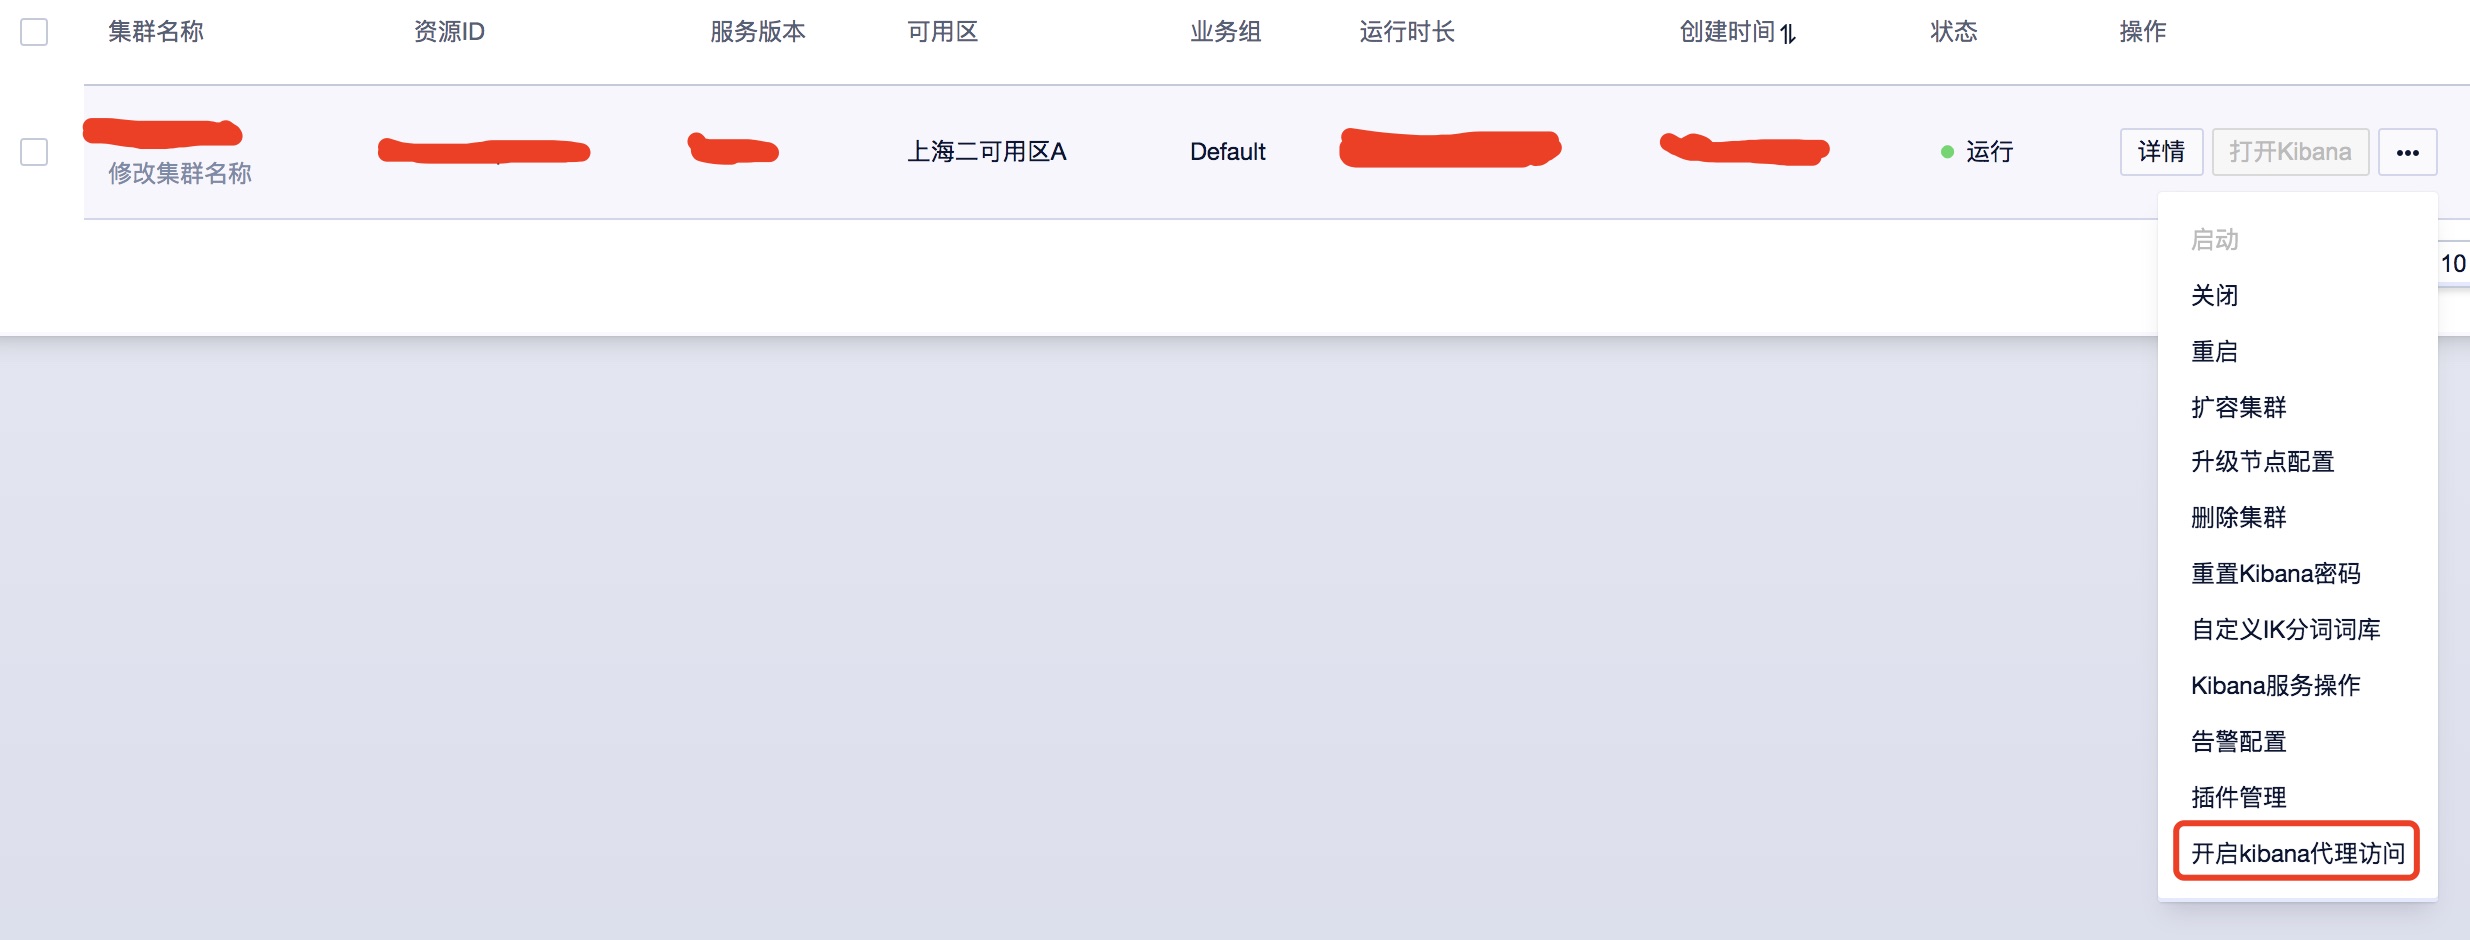 集群名称 资源ID 服务版本 可用区 业务组 运行时长 创建时间 状态 操作
上海二可用区A Default 运行 详情 打开Kibana •••
修改集群名称
启动
10
关闭
重启
扩容集群
升级节点配置
删除集群
重置Kibana密码
自定义IK分词词库
Kibana服务操作
告警配置
插件管理
开启kibana代理访问